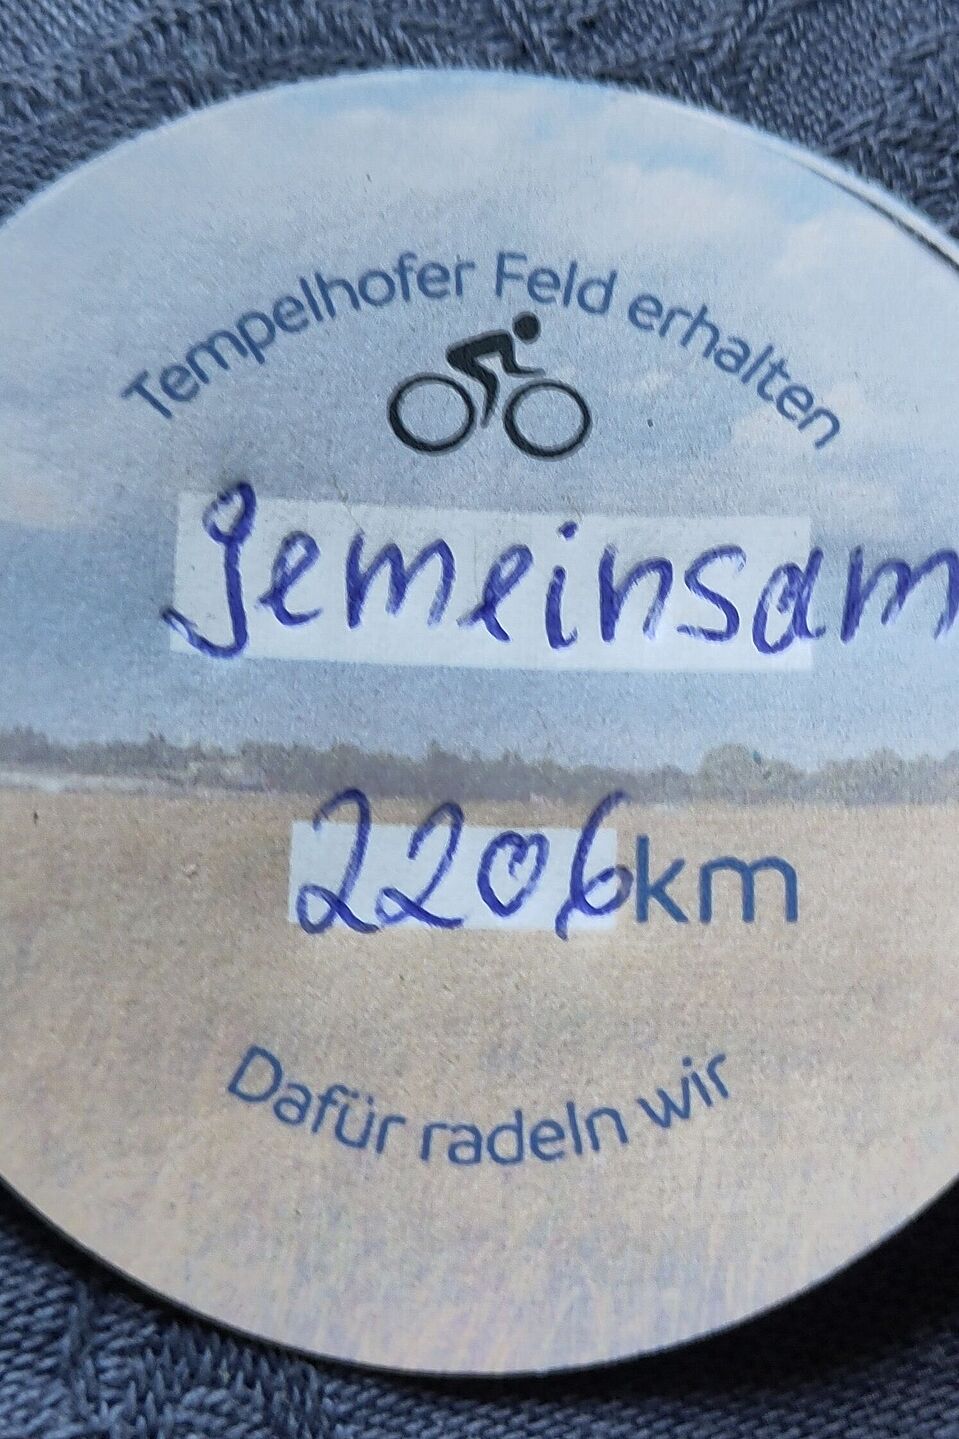 Tempelhofer Feld erhalten
Gemeinsam
2206km
Dafür radeln wir